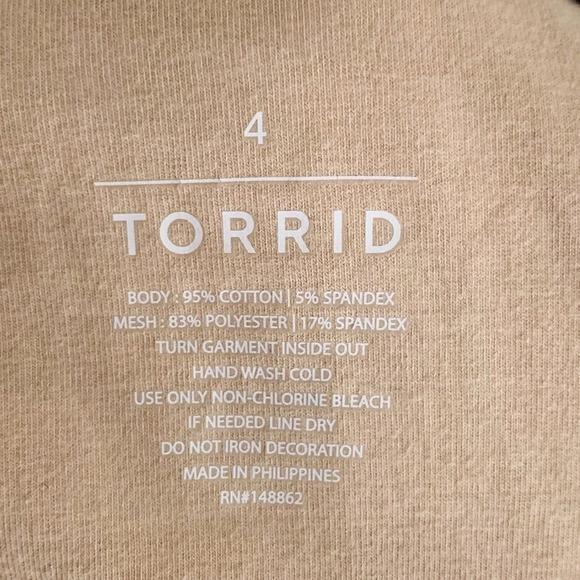 4
TORRID
BODY : 95% COTTON | 5% SPANDEX
MESH : 83% POLYESTER | 17% SPANDEX
TURN GARMENT INSIDE OUT
HAND WASH COLD
USE ONLY NON-CHLORINE BLEACH
IF NEEDED LINE DRY
DO NOT IRON DECORATION
MADE IN PHILIPPINES
RN#148862